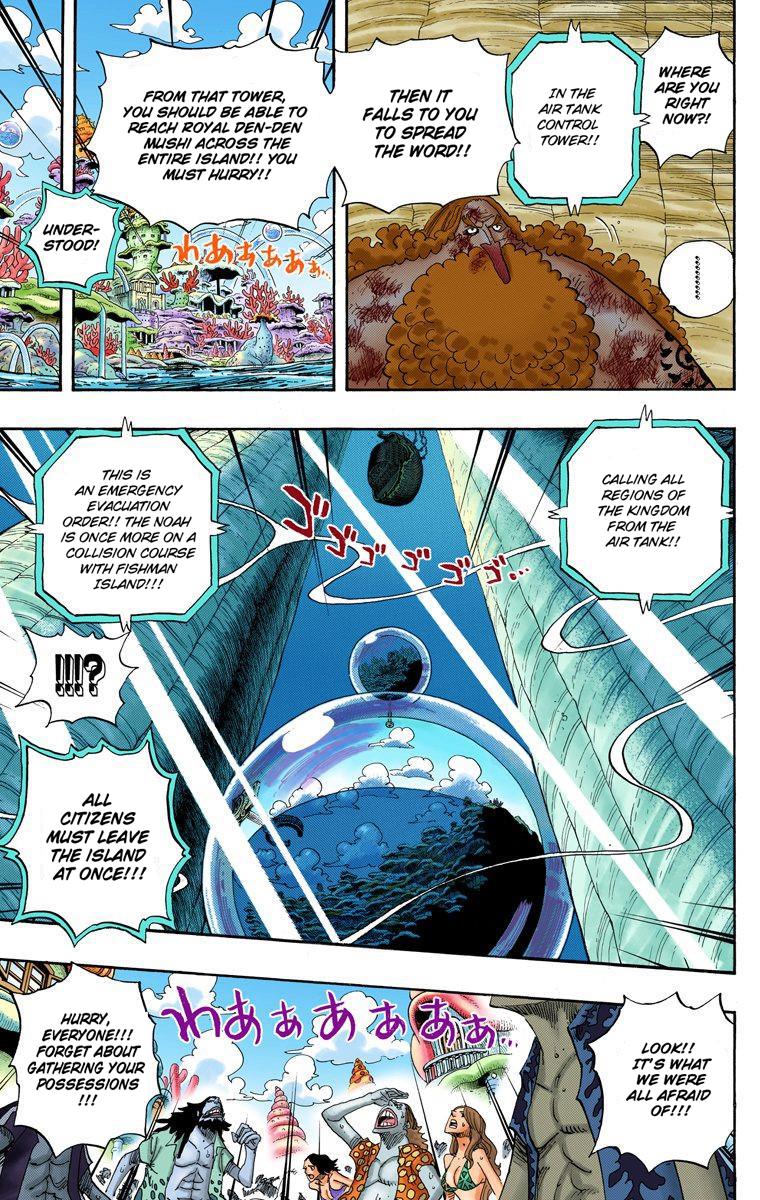 WHERE
ARE YOU
RIGHT
NOW?!
IN THE
AIR TANK
CONTROL
TOWER!!
THEN IT
FALLS TO YOU
TO SPREAD
THE WORD!!
FROM THAT TOWER,
YOU SHOULD BE ABLE TO
REACH ROYAL DEN-DEN
MUSHI ACROSS THE
ENTIRE ISLAND!! YOU
MUST HURRY!!
わあぁぁぁぁ...
UNDER-
STOOD!
CALLING ALL
REGIONS OF
THE KINGDOM
FROM THE
AIR TANK!!
THIS IS
AN EMERGENCY
EVACUATION
ORDER!! THE NOAH
IS ONCE MORE ON A
COLLISION COURSE
WITH FISHMAN
ISLAND!!!
ゴゴゴゴゴゴ...
!!!?
ALL
CITIZENS
MUST LEAVE
THE ISLAND
AT ONCE!!!
LOOK!!
IT'S WHAT
WE WERE
ALL AFRAID
OF!!!
わあぁあぁぁぁ...
HURRY,
EVERYONE!!!
FORGET ABOUT
GATHERING YOUR
POSSESSIONS
!!!